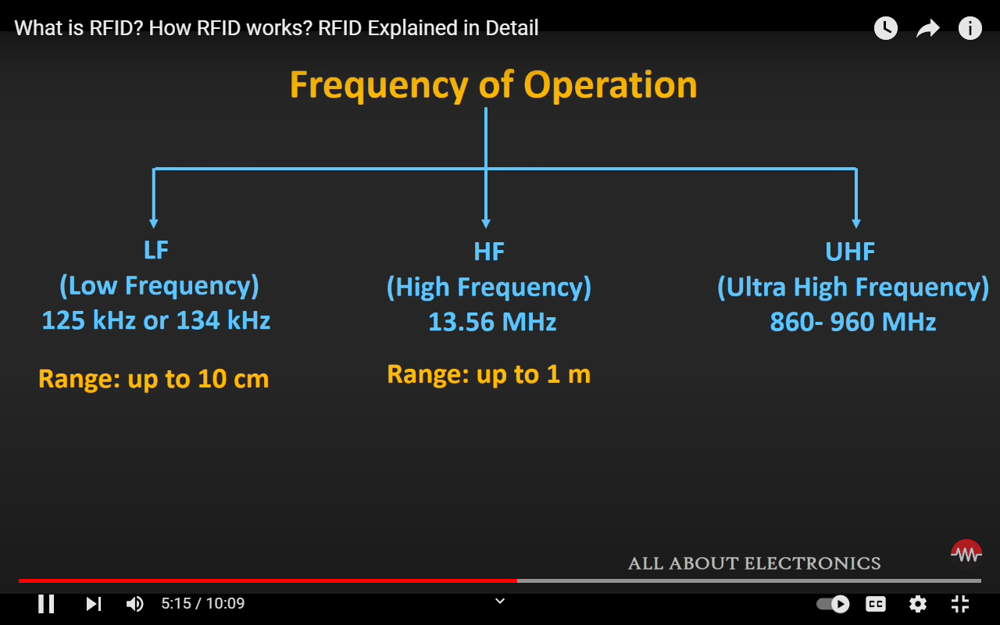 What is RFID? How RFID works? RFID Explained in Detail
Frequency of Operation
LF
(Low Frequency)
125 kHz or 134 kHz
Range: up to 10 cm
HF
(High Frequency)
13.56 MHz
Range: up to 1 m
UHF
(Ultra High Frequency)
860- 960 MHz
ALL ABOUT ELECTRONICS
5:15 / 10:09
CC